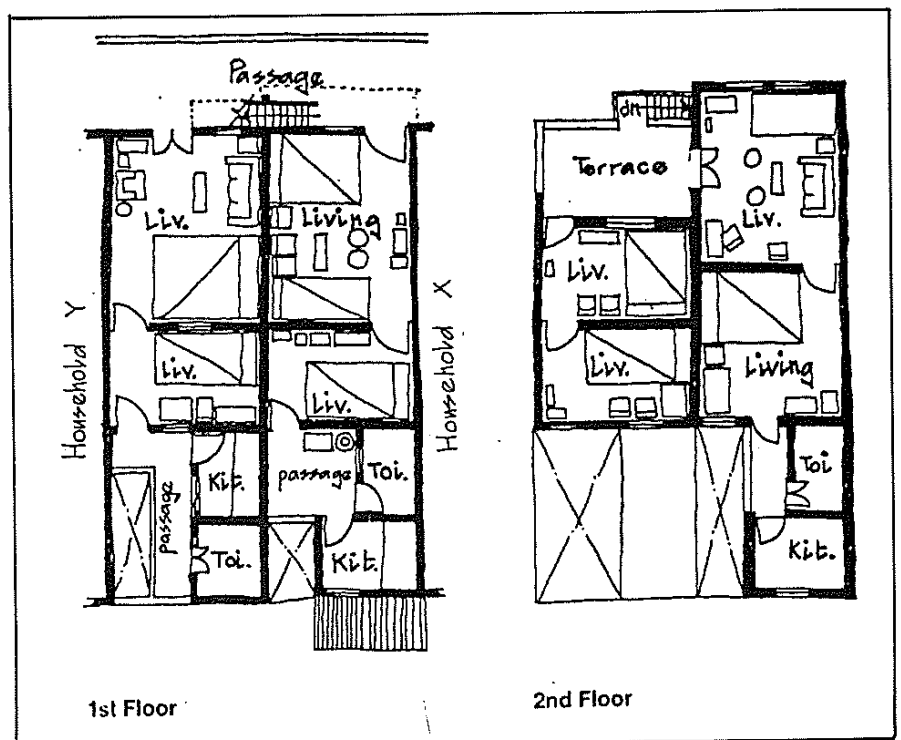 Passage
Liv.
Living
Household Y
Household X
Liv.
Liv.
Kit.
passage
passage
Toi.
Toi.
Kit.
1st Floor
dn
Terrace
Liv.
Liv.
Liv.
Living
Toi
Kit.
2nd Floor